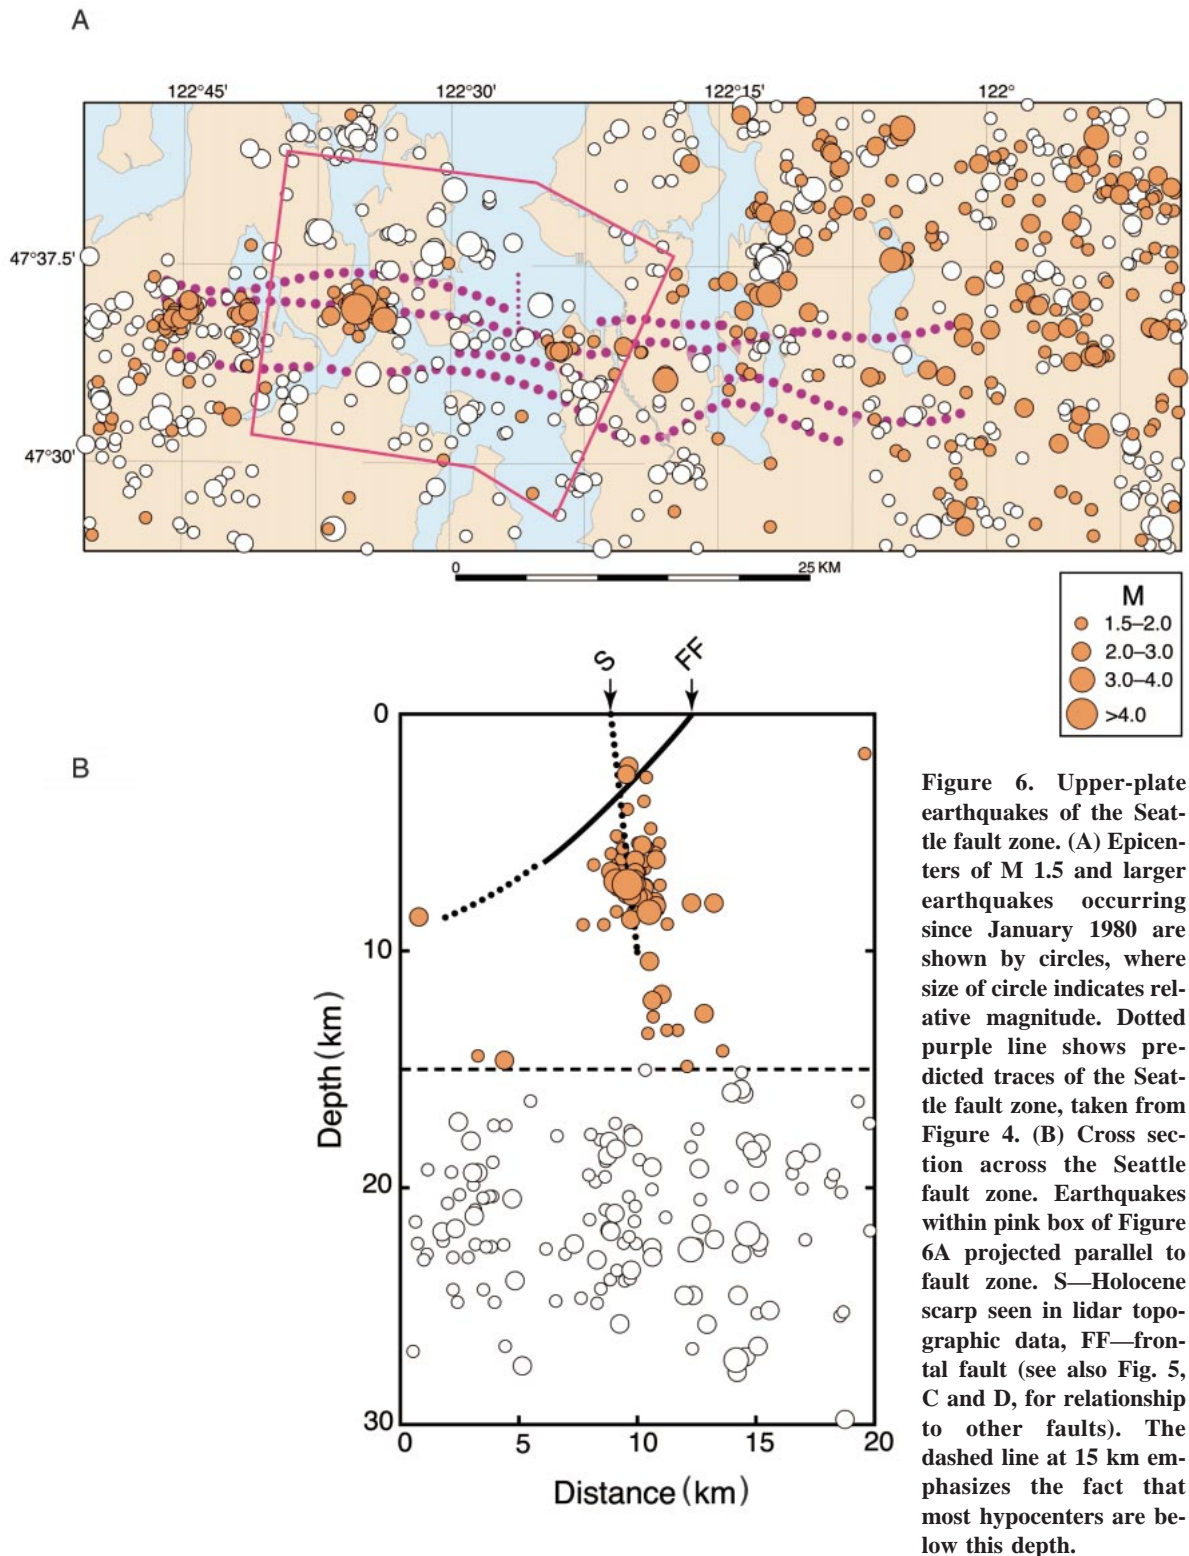 A
122°45'
122°30'
122°15'
122°
47°37.5'
47°30'
0
25 KM
M
1.5–2.0
2.0–3.0
3.0–4.0
>4.0
B
S
FF
0
10
20
30
Depth (km)
0
5
10
15
20
Distance (km)
Figure 6. Upper-plate
earthquakes of the Seat-
tle fault zone. (A) Epicen-
ters of M 1.5 and larger
earthquakes occurring
since January 1980 are
shown by circles, where
size of circle indicates rel-
ative magnitude. Dotted
purple line shows pre-
dicted traces of the Seat-
tle fault zone, taken from
Figure 4. (B) Cross sec-
tion across the Seattle
fault zone. Earthquakes
within pink box of Figure
6A projected parallel to
fault zone. S—Holocene
scarp seen in lidar topo-
graphic data, FF—fron-
tal fault (see also Fig. 5,
C and D, for relationship
to other faults). The
dashed line at 15 km em-
phasizes the fact that
most hypocenters are be-
low this depth.